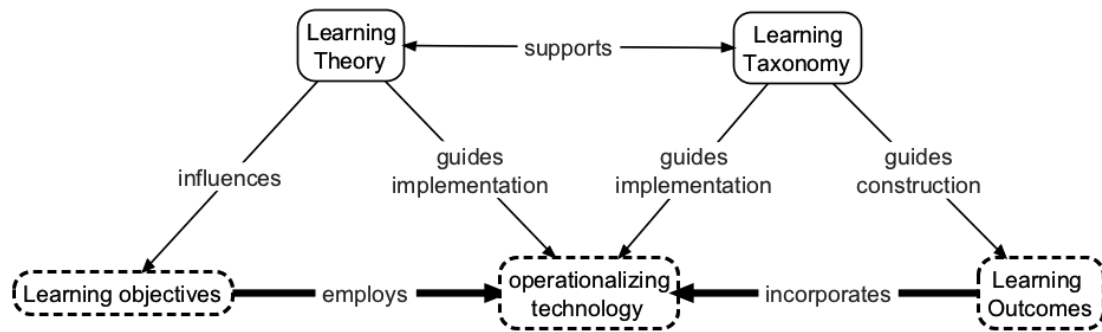 Learning
Theory
supports
Learning
Taxonomy
influences
guides
implementation
guides
implementation
guides
construction
Learning objectives
employs
operationalizing
technology
incorporates
Learning
Outcomes